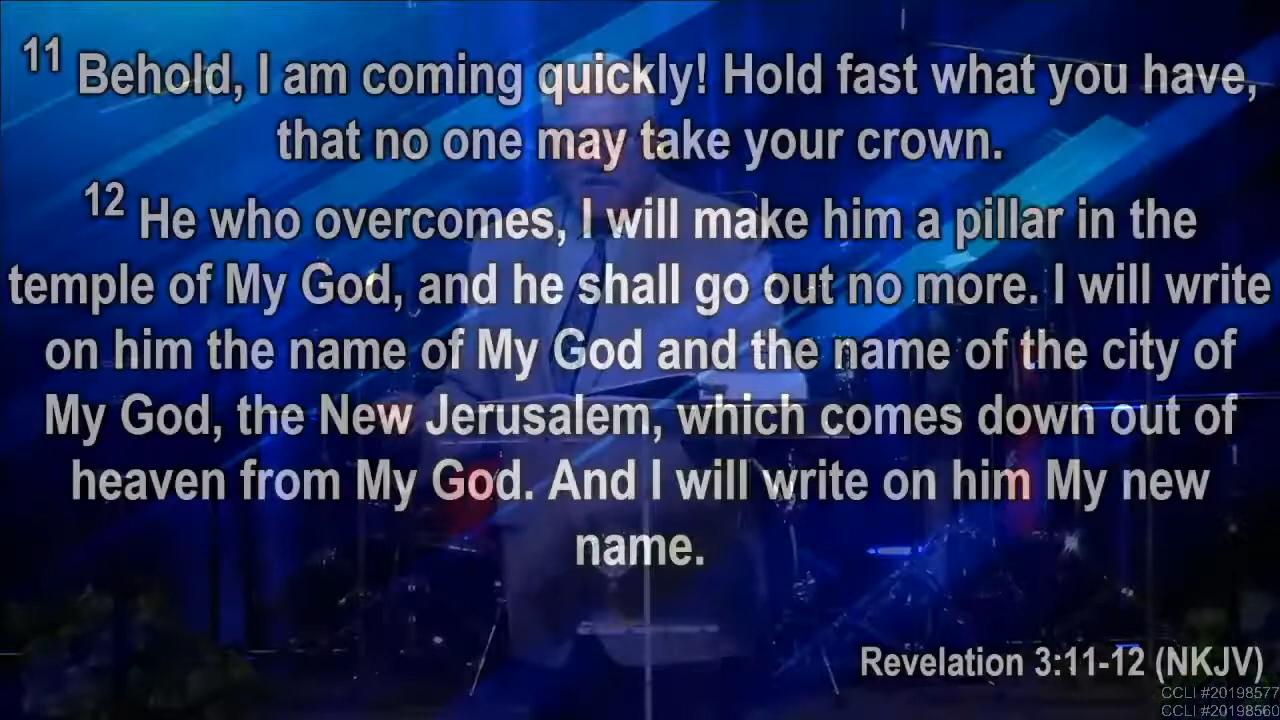 11 Behold, I am coming quickly! Hold fast what you have,
that no one may take your crown.
12 He who overcomes, I will make him a pillar in the
temple of My God, and he shall go out no more. I will write
on him the name of My God and the name of the city of
My God, the New Jerusalem, which comes down out of
heaven from My God. And I will write on him My new
name.
Revelation 3:11-12 (NKJV)
CCLI #20198577
CCLI #20198560